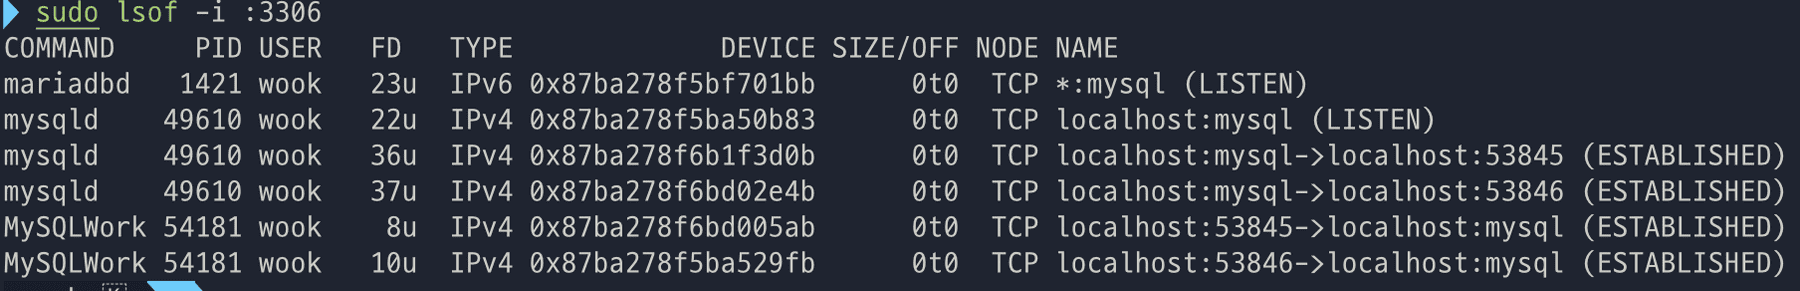 sudo lsof -i :3306
COMMAND     PID USER   FD   TYPE             DEVICE SIZE/OFF NODE NAME
mariadbd   1421 wook   23u  IPv6 0x87ba278f5bf701bb      0t0  TCP *:mysql (LISTEN)
mysqld    49610 wook   22u  IPv4 0x87ba278f5ba50b83      0t0  TCP localhost:mysql (LISTEN)
mysqld    49610 wook   36u  IPv4 0x87ba278f6b1f3d0b      0t0  TCP localhost:mysql->localhost:53845 (ESTABLISHED)
mysqld    49610 wook   37u  IPv4 0x87ba278f6bd02e4b      0t0  TCP localhost:mysql->localhost:53846 (ESTABLISHED)
MySQLWork 54181 wook    8u  IPv4 0x87ba278f6bd005ab      0t0  TCP localhost:53845->localhost:mysql (ESTABLISHED)
MySQLWork 54181 wook   10u  IPv4 0x87ba278f5ba529fb      0t0  TCP localhost:53846->localhost:mysql (ESTABLISHED)